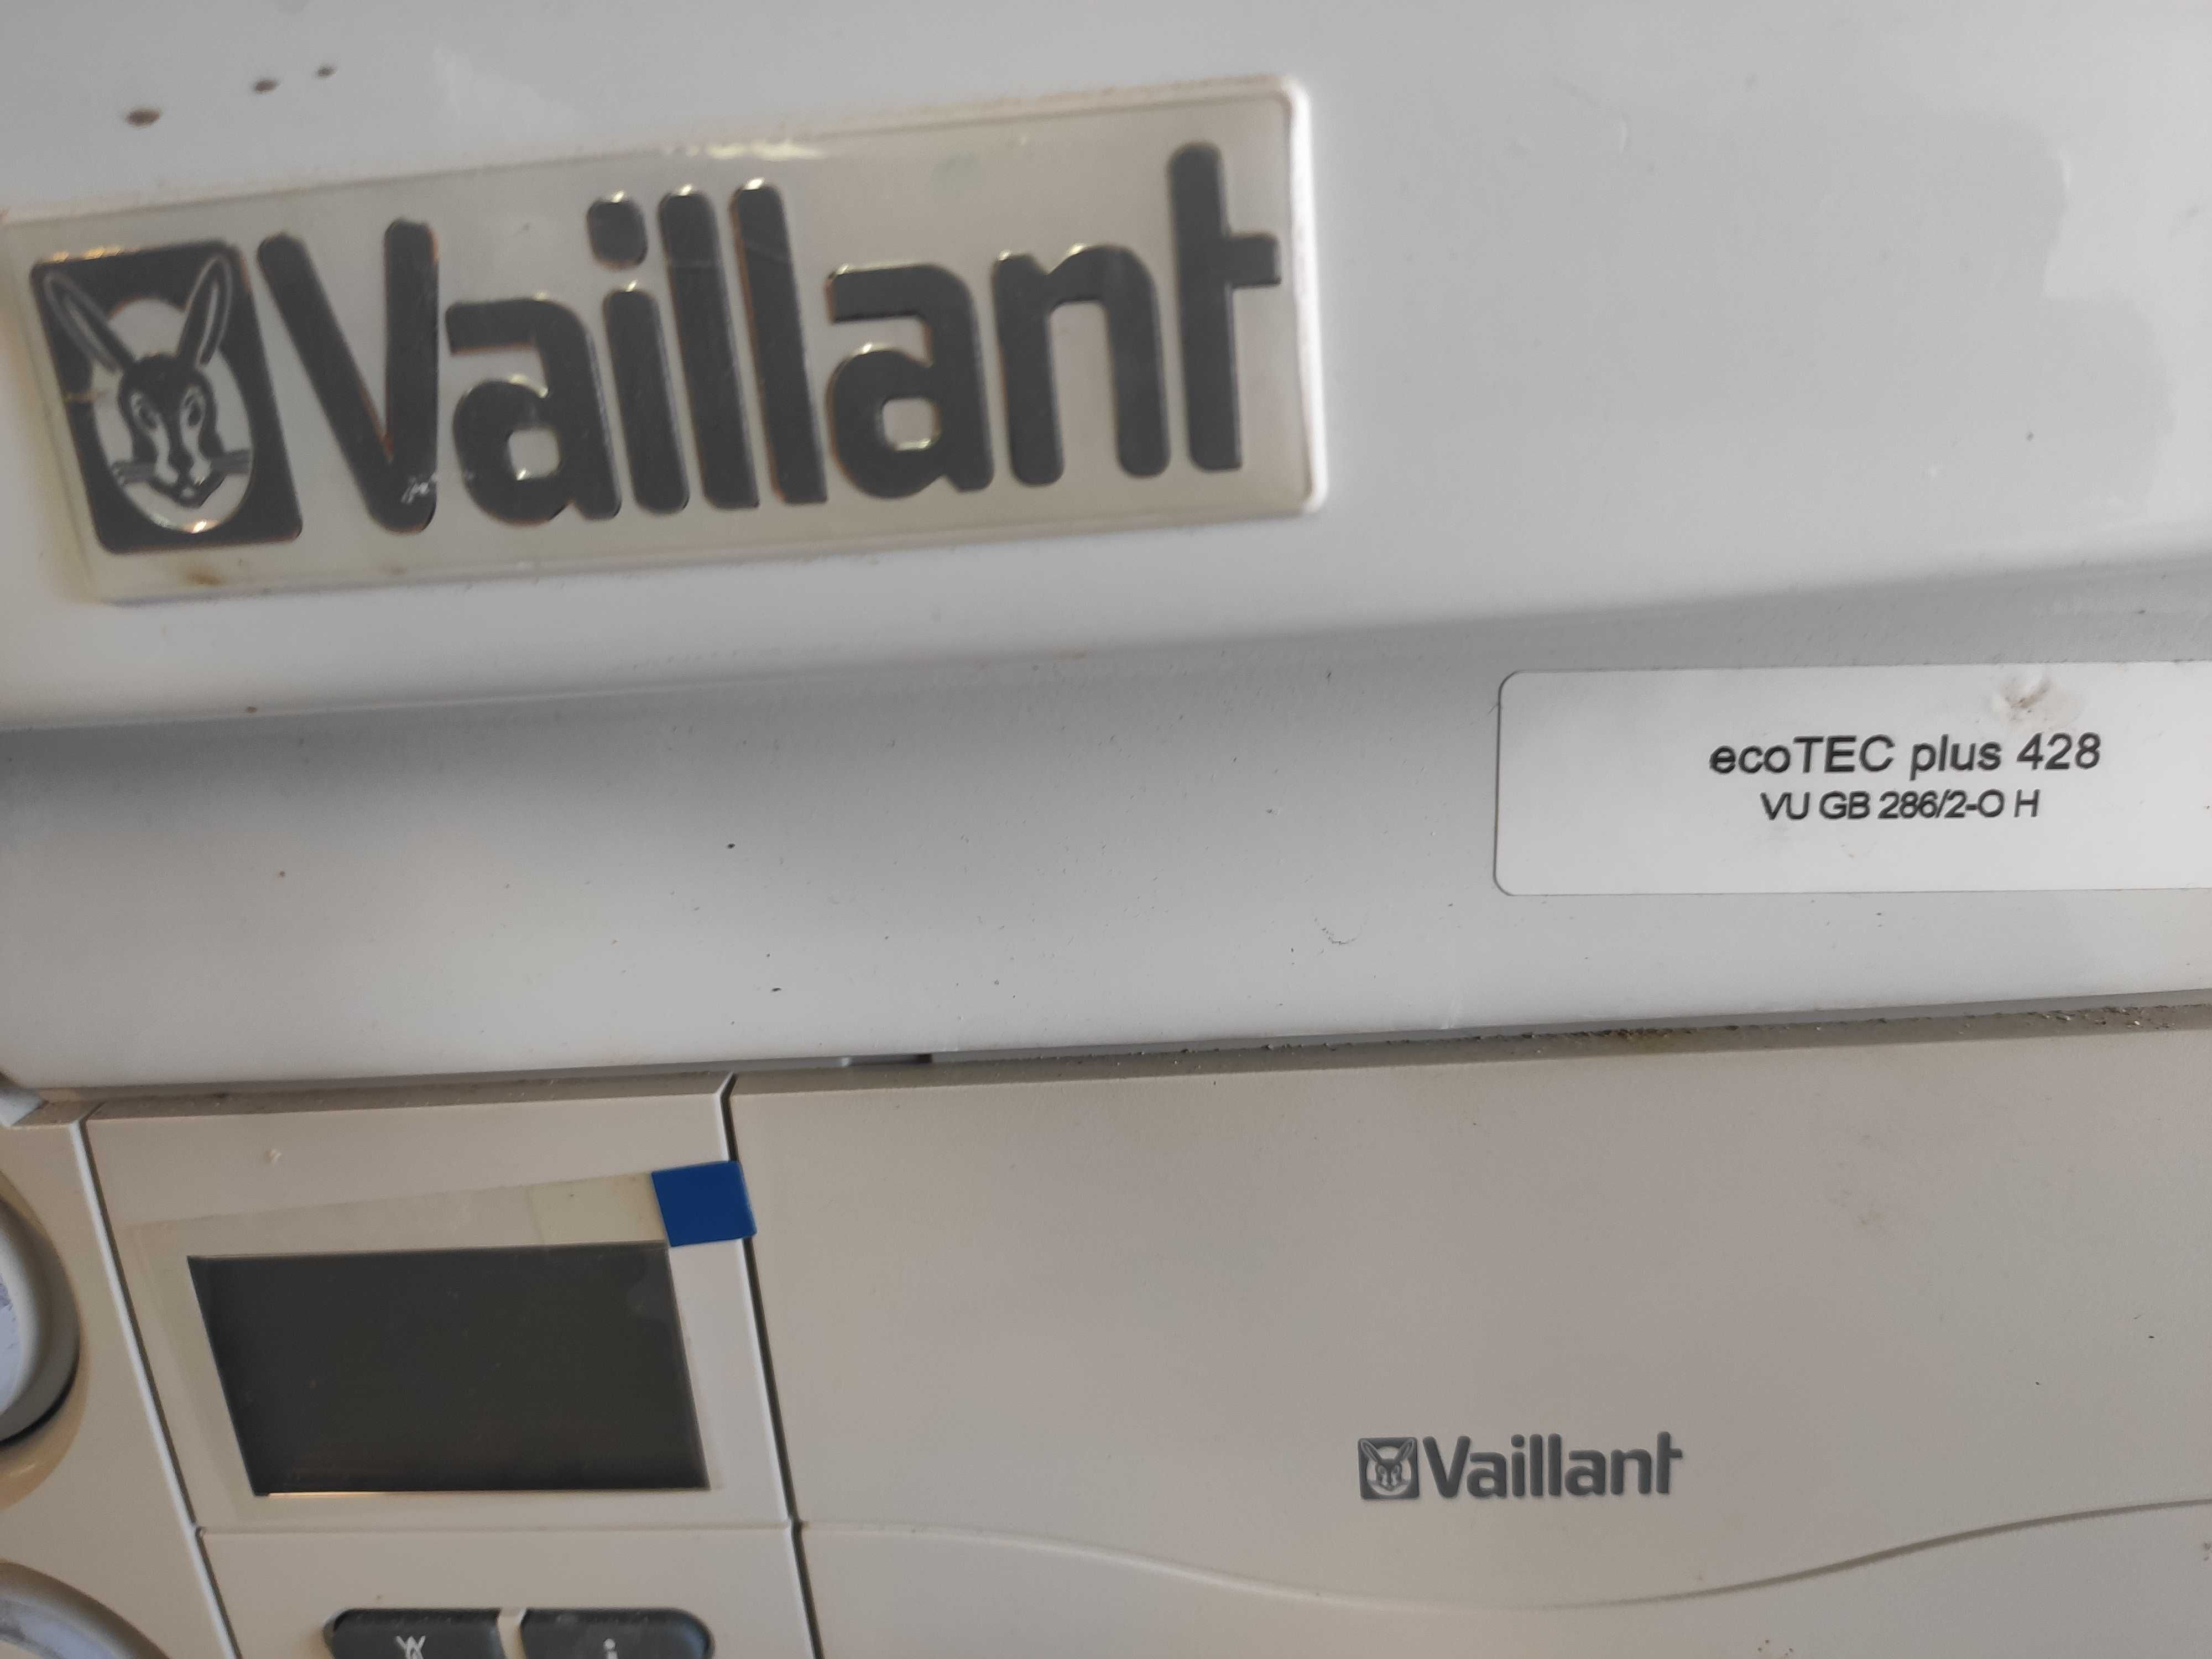 Vaillant
ecoTEC plus 428
VU GB 286/2-O H
Vaillant
i